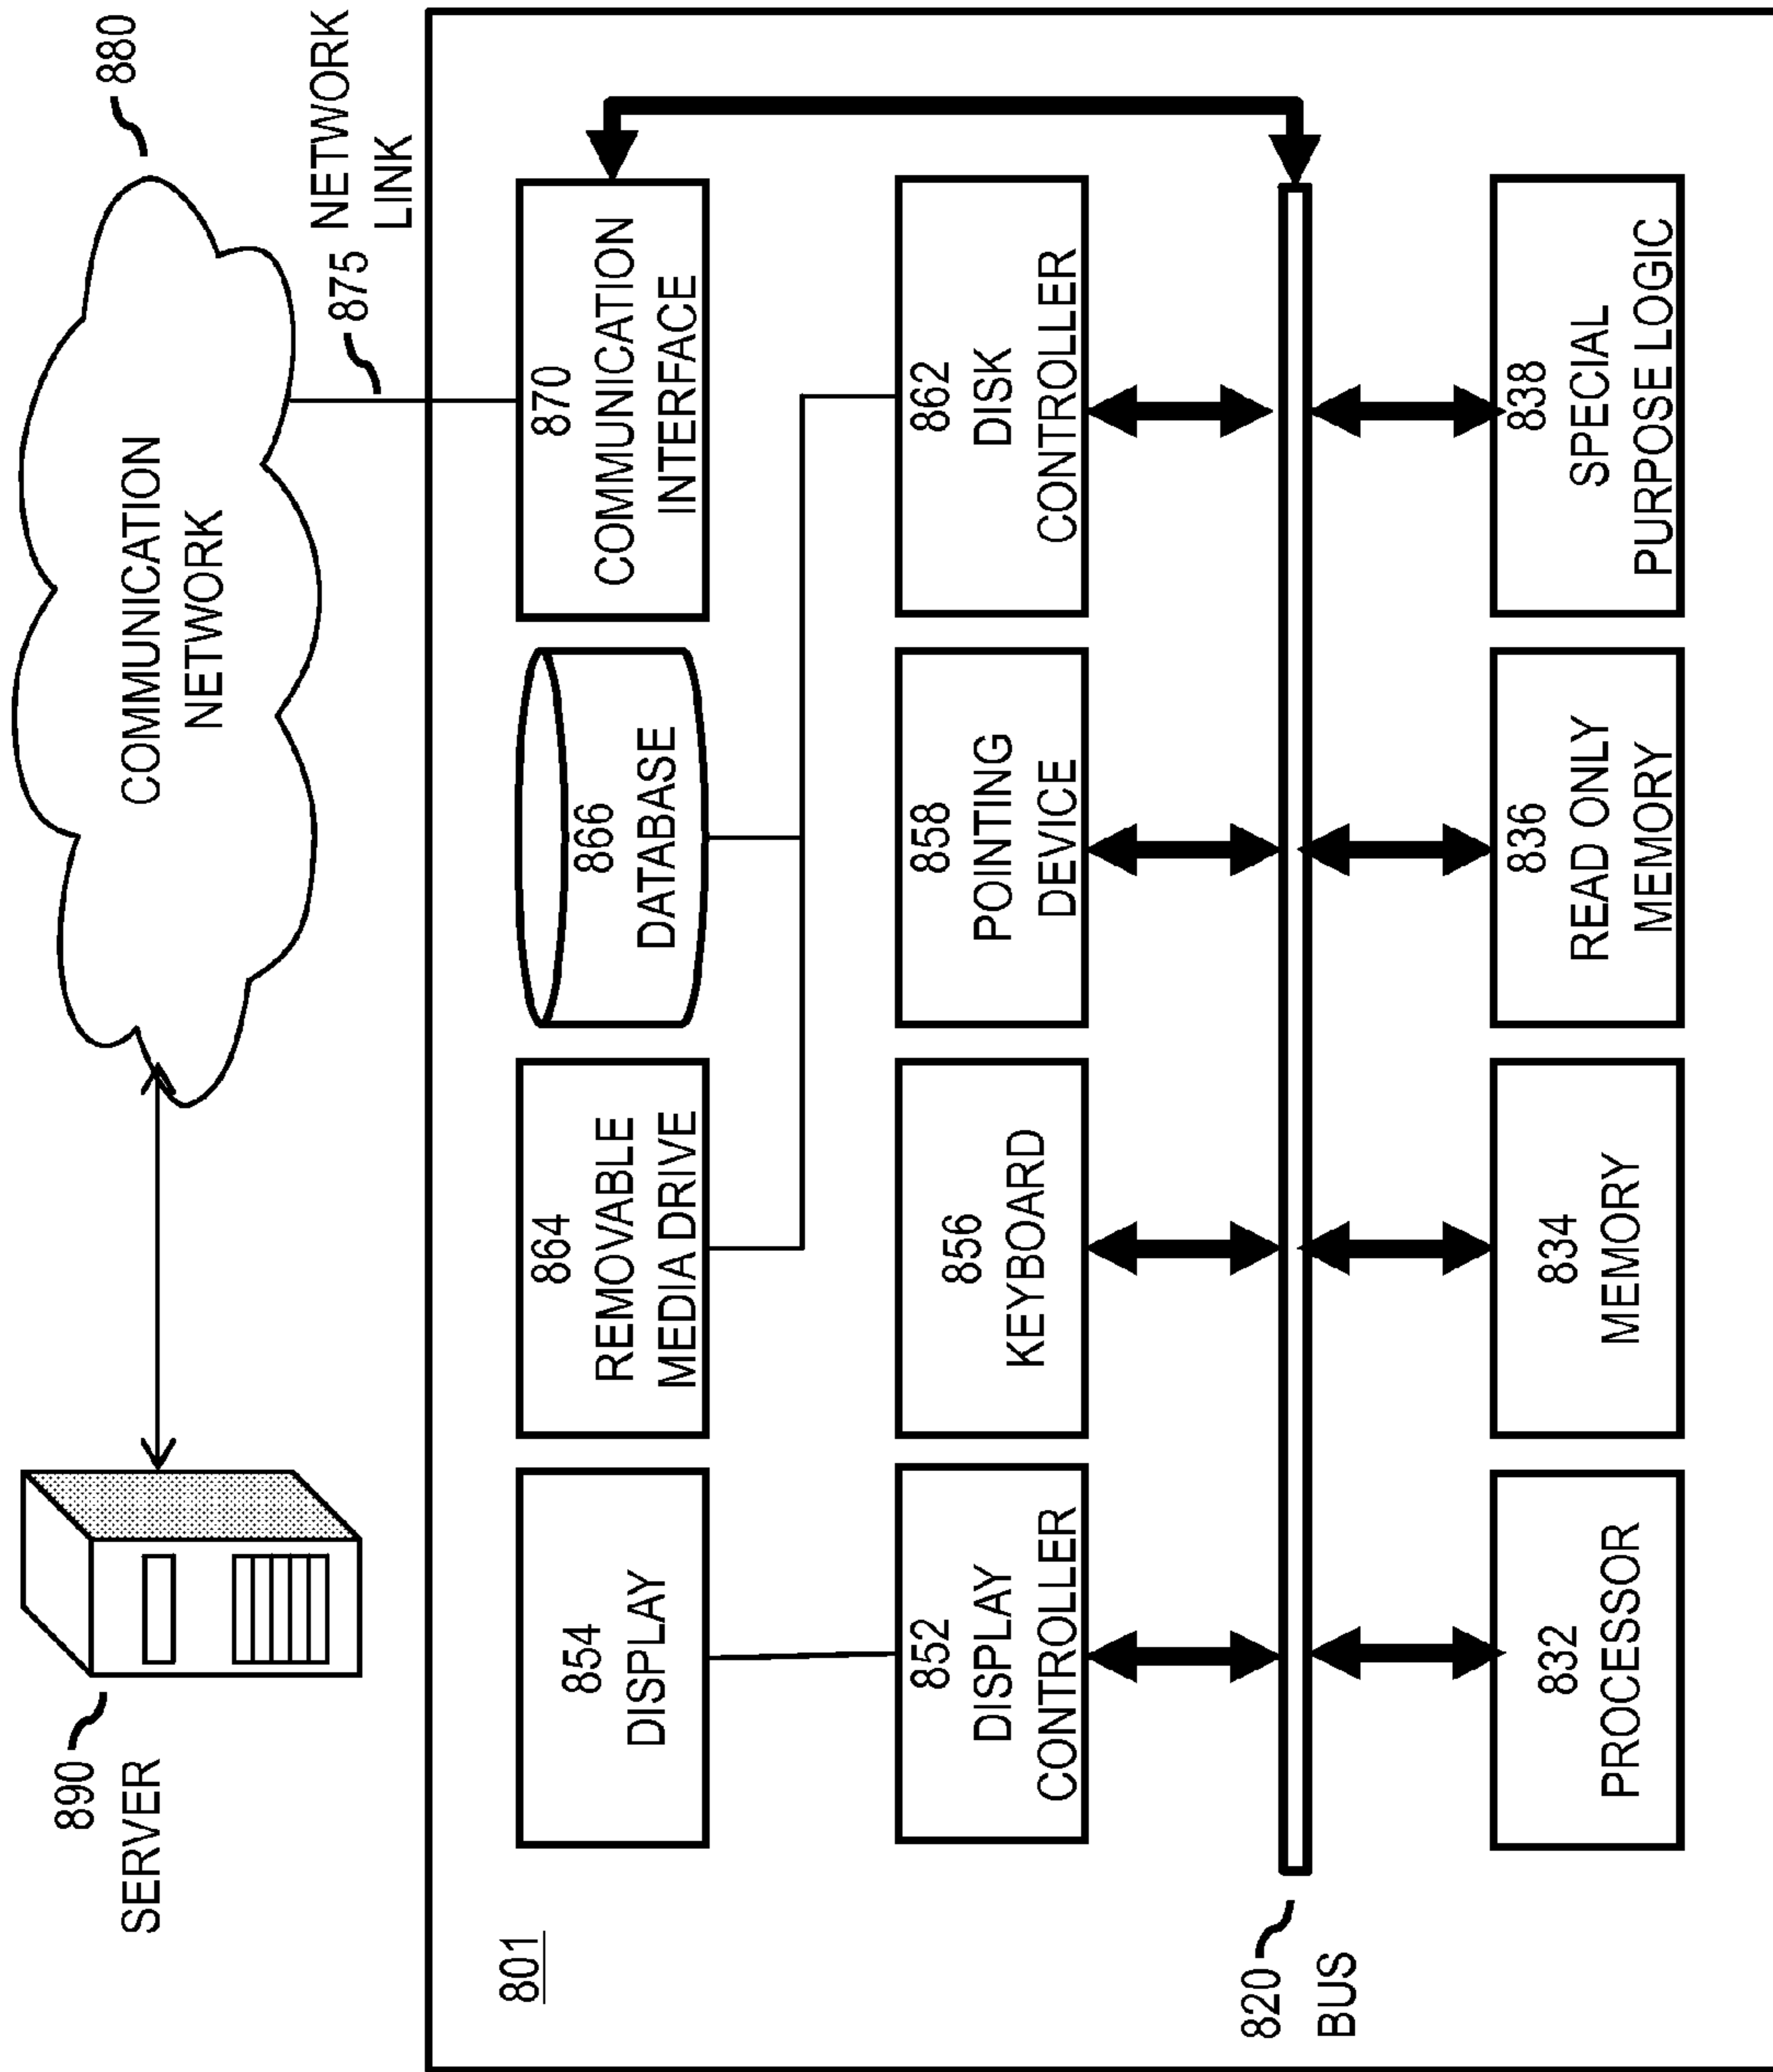 890
SERVER
COMMUNICATION
NETWORK
880
875
NETWORK
LINK
801
854
DISPLAY
864
REMOVABLE
MEDIA DRIVE
866
DATABASE
870
COMMUNICATION
INTERFACE
852
DISPLAY
CONTROLLER
856
KEYBOARD
858
POINTING
DEVICE
862
DISK
CONTROLLER
820
BUS
832
PROCESSOR
834
MEMORY
836
READ ONLY
MEMORY
838
SPECIAL
PURPOSE LOGIC